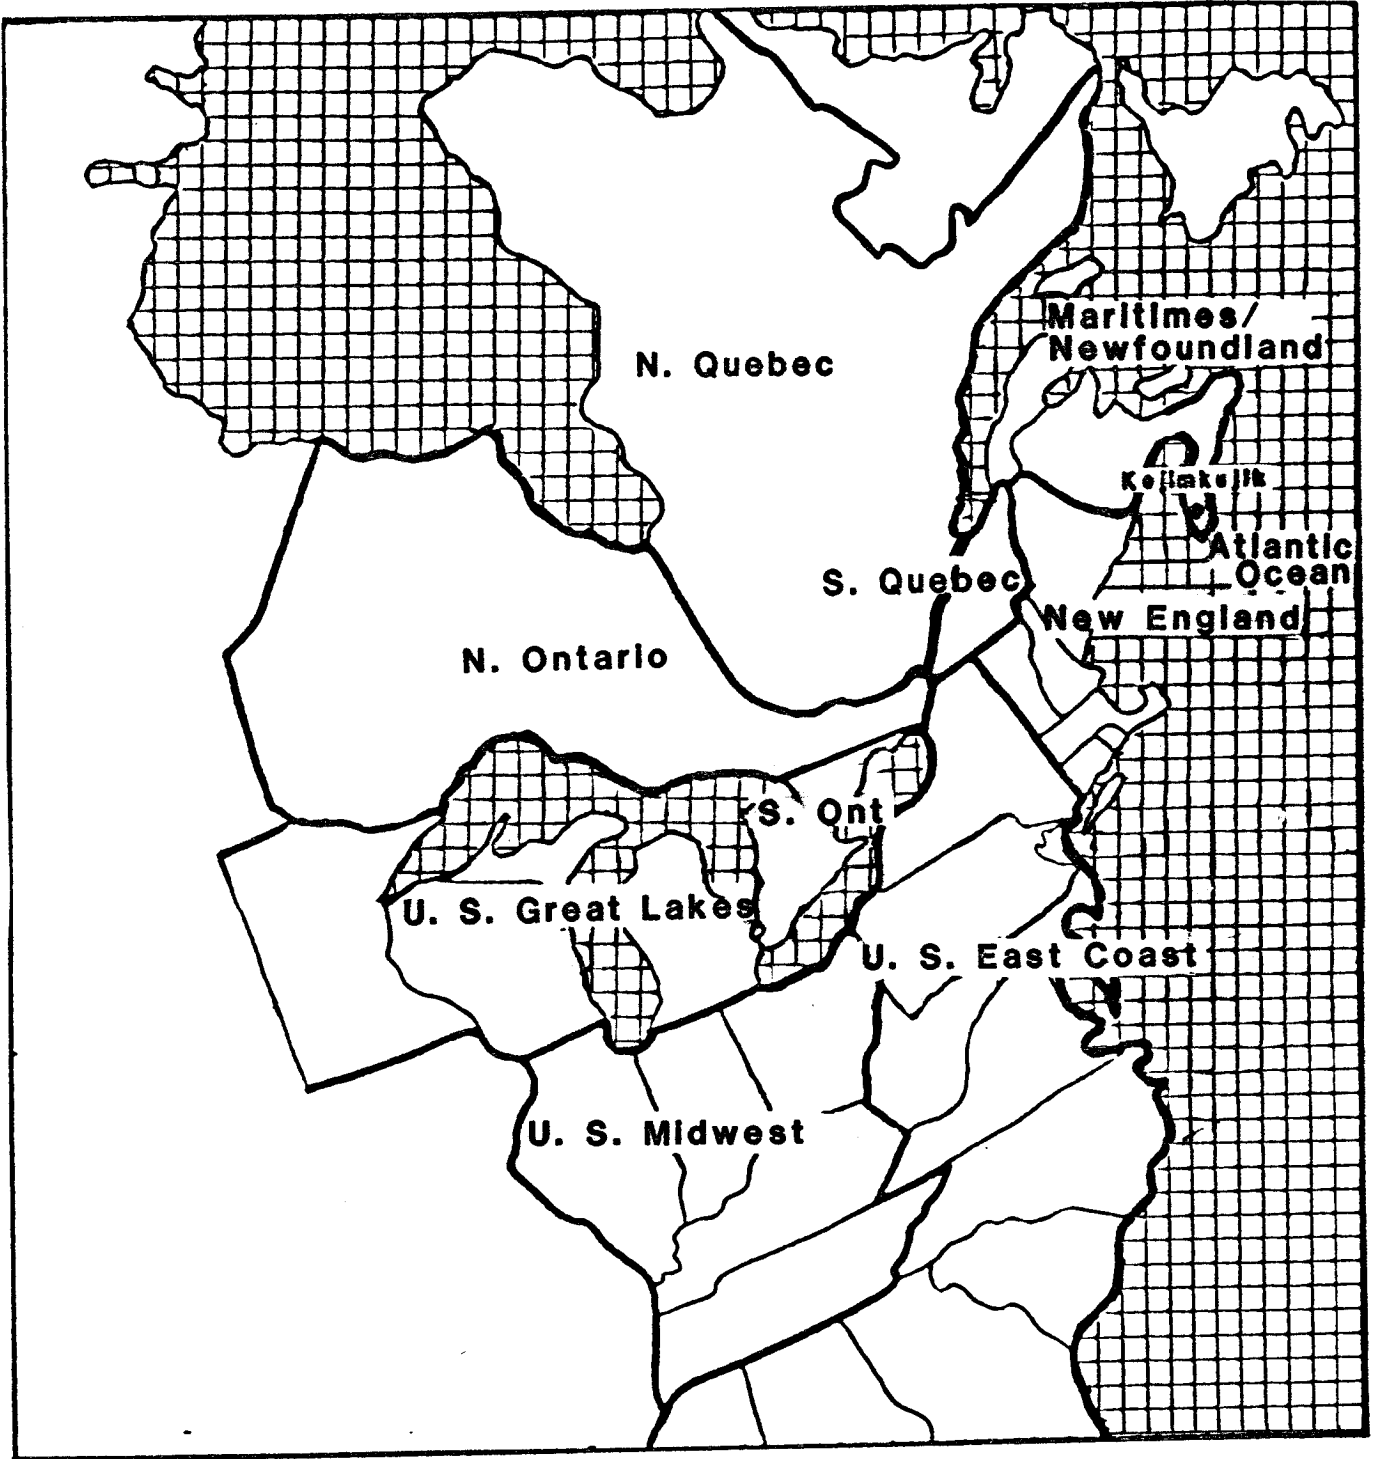 Maritimes/
Newfoundland
N. Quebec
Kejimkujik
Atlantic
Ocean
S. Quebec
New England
N. Ontario
S. Ont
U. S. Great Lakes
U. S. East Coast
U. S. Midwest